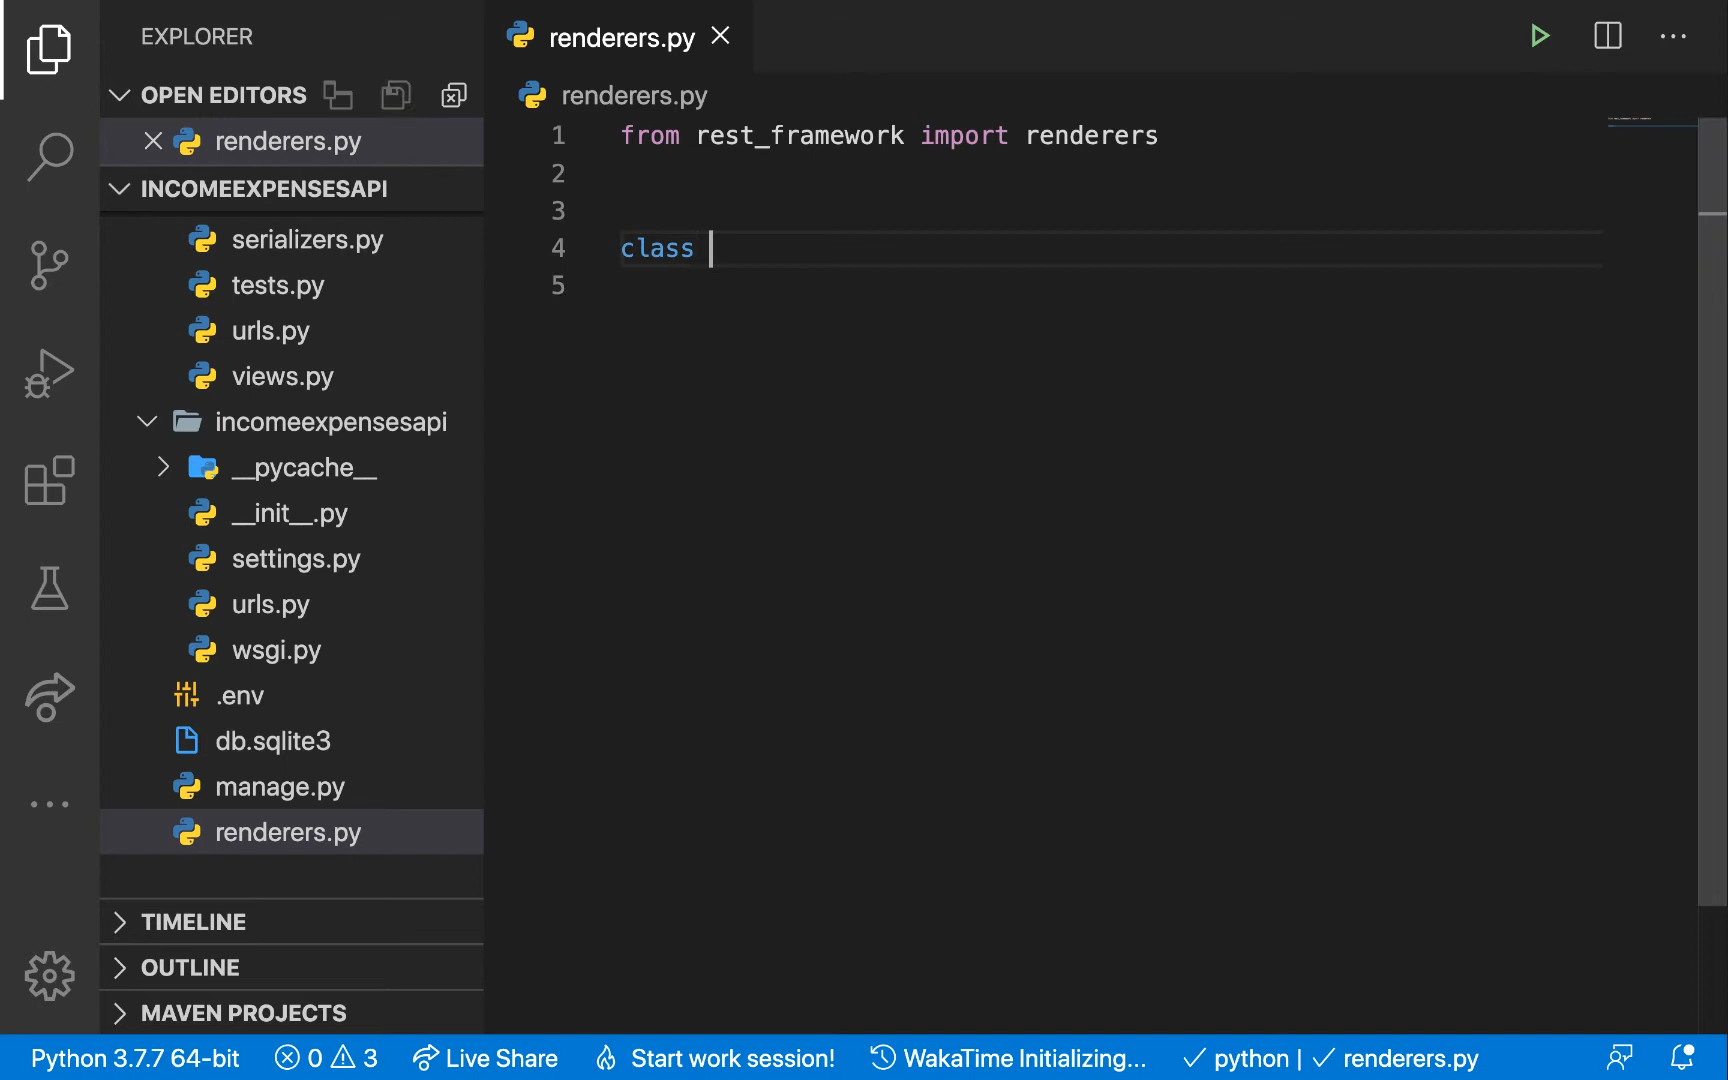 EXPLORER
OPEN EDITORS
renderers.py
INCOMEEXPENSESAPI
serializers.py
tests.py
urls.py
views.py
incomeexpensesapi
__pycache__
__init__.py
settings.py
urls.py
wsgi.py
.env
db.sqlite3
manage.py
renderers.py
TIMELINE
OUTLINE
MAVEN PROJECTS
renderers.py
renderers.py
1 from rest_framework import renderers
2
3
4 class
5
Python 3.7.7 64-bit 0 3 Live Share Start work session! WakaTime Initializing... python | renderers.py